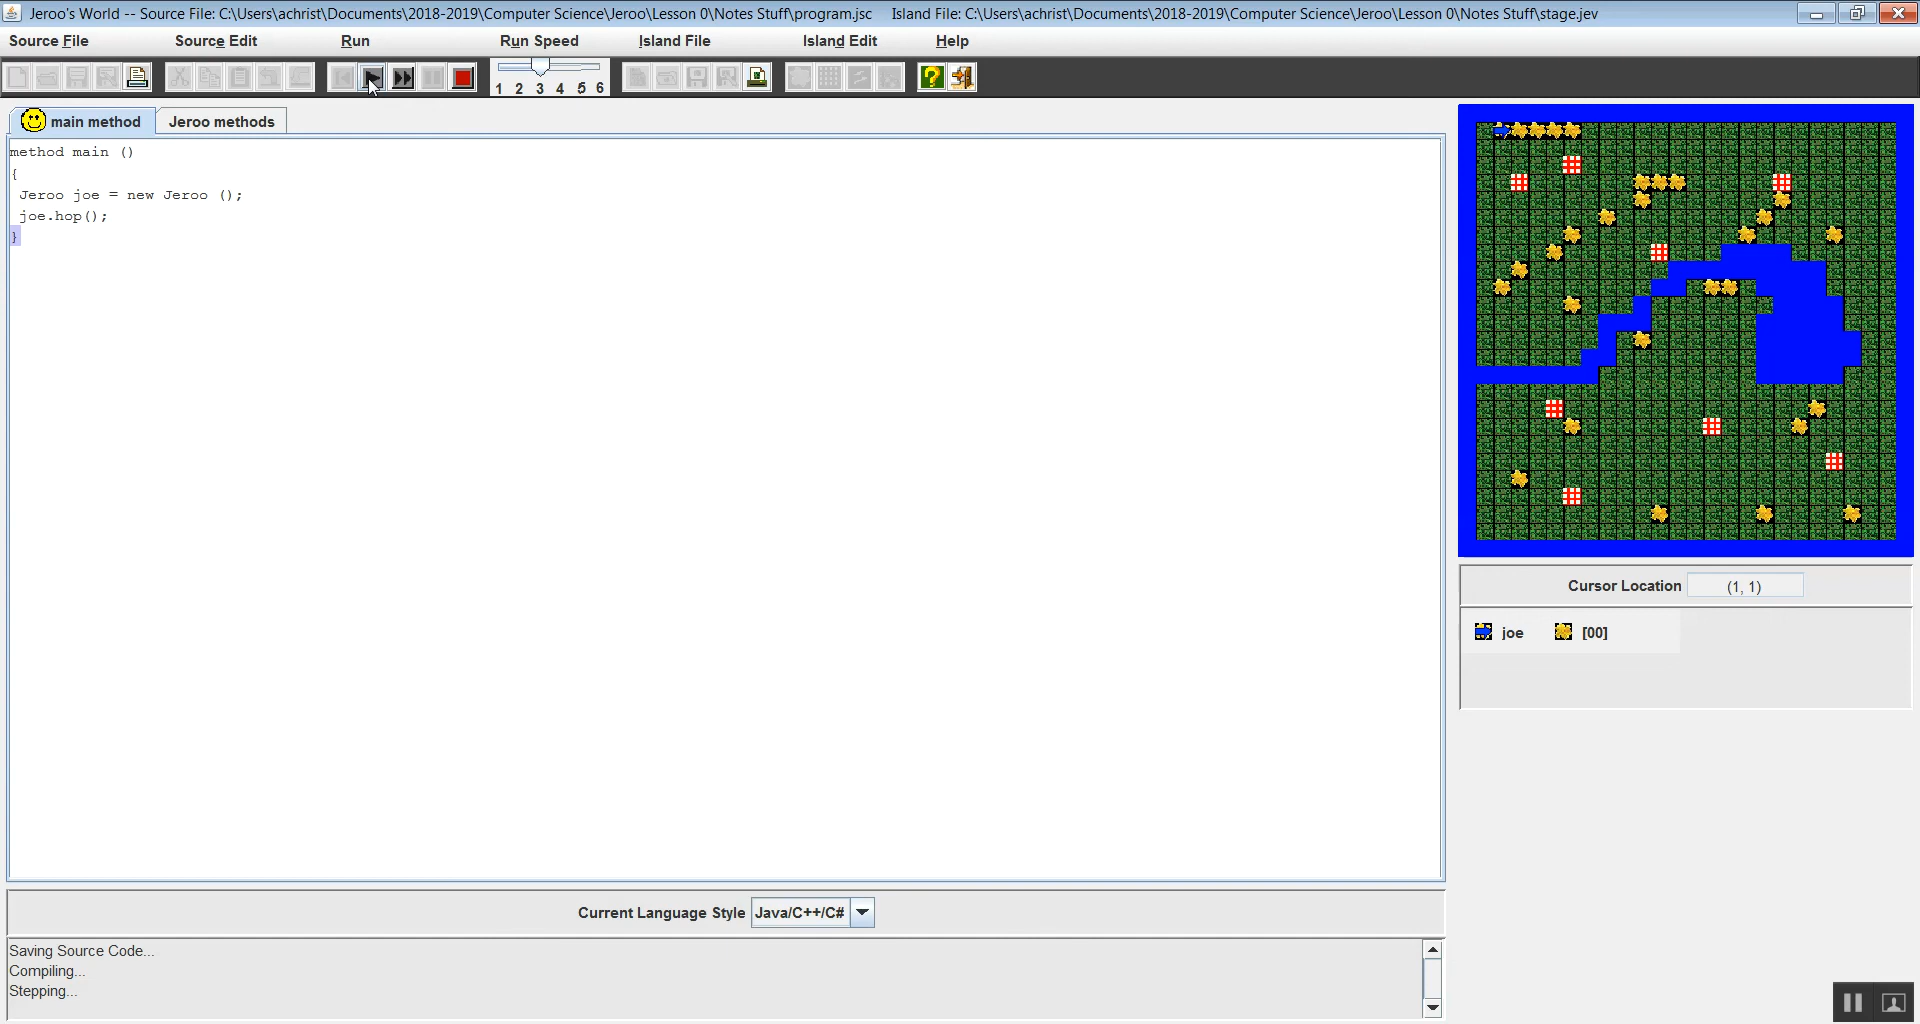 Jeroo's World -- Source File: C:\Users\achrist\Documents\2018-2019\Computer Science\Jeroo\Lesson 0\Notes Stuff\program.jsc Island File: C:\Users\achrist\Documents\2018-2019\Computer Science\Jeroo\Lesson 0\Notes Stuff\stage.jev
Source File Source Edit Run Run Speed Island File Island Edit Help
1 2 3 4 5 6 ?
main method Jeroo methods
method main ()
{
Jeroo joe = new Jeroo ();
joe.hop();
}
Cursor Location (1, 1)
joe [00]
Current Language Style Java/C++/C#
Saving Source Code...
Compiling...
Stepping...